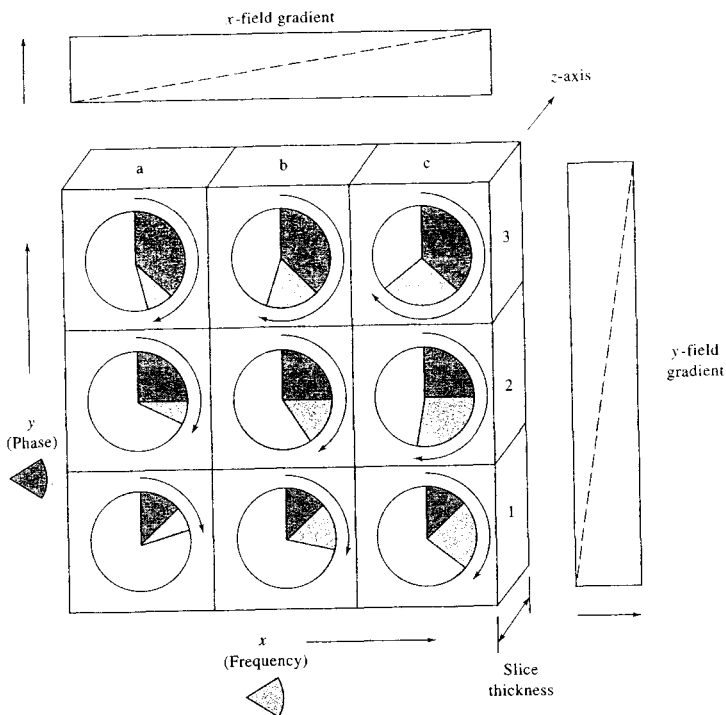 x-field gradient
z-axis
a
b
c
3
2
1
y-field
gradient
y
(Phase)
x
(Frequency)
Slice
thickness